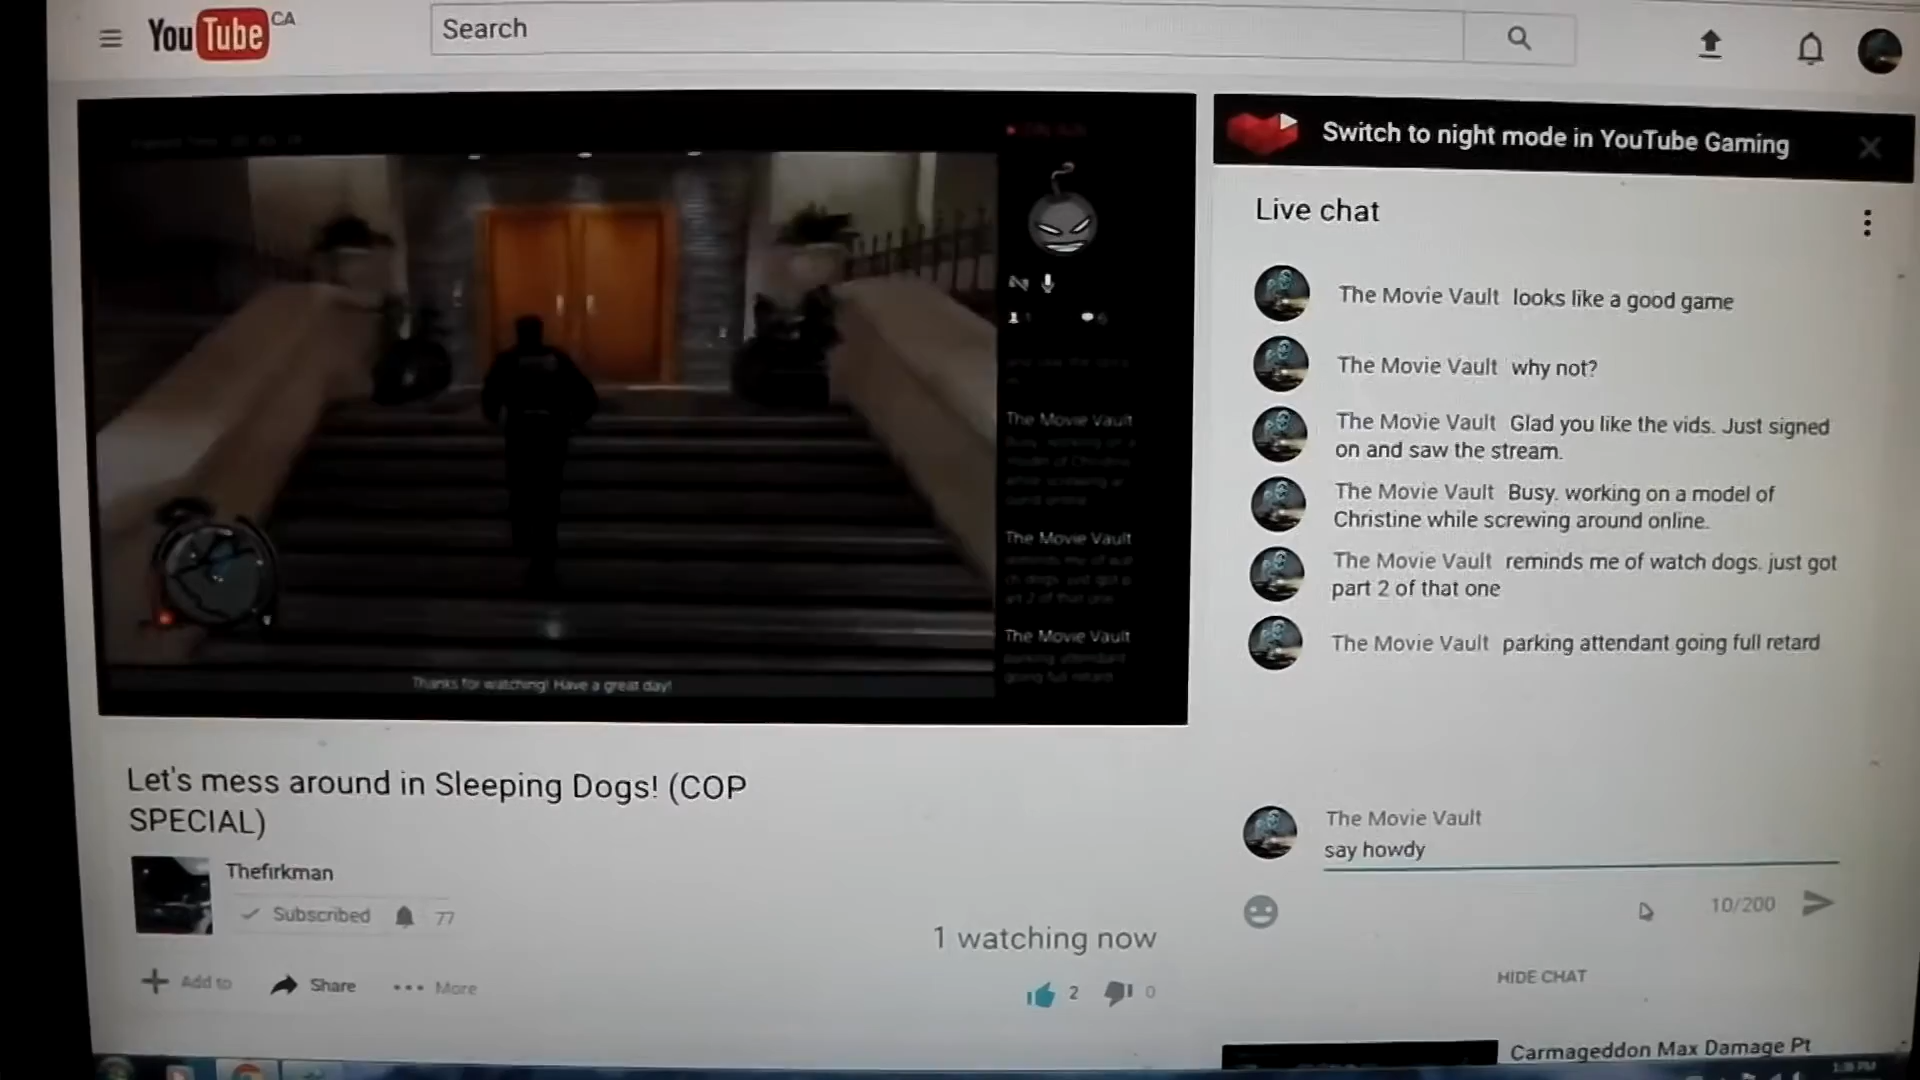 YouTube CA
Search
Switch to night mode in YouTube Gaming
Live chat
The Movie Vault looks like a good game
The Movie Vault why not?
The Movie Vault Glad you like the vids. Just signed
on and saw the stream.
The Movie Vault Busy. working on a model of
Christine while screwing around online.
The Movie Vault reminds me of watch dogs. just got
part 2 of that one
The Movie Vault parking attendant going full retard
The Movie Vault
say howdy
10/200
HIDE CHAT
Carmageddon Max Damage Pt
The Movie Vault
The Movie Vault
The Movie Vault
going full retard
Thanks for watching! Have a great day!
Let's mess around in Sleeping Dogs! (COP
SPECIAL)
Thefirkman
Subscribed 77
1 watching now
Add to Share More
2 0